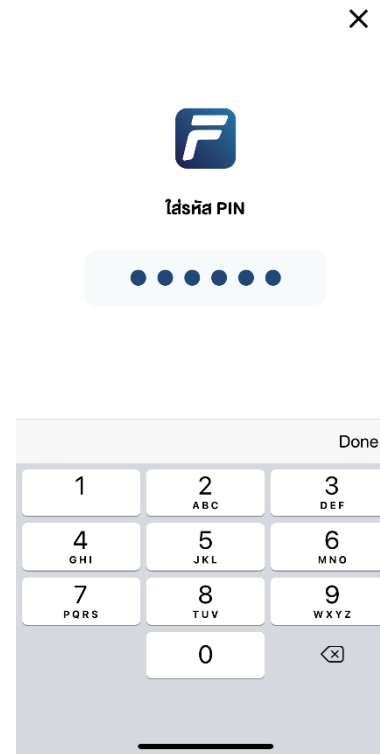 ใส่รหัส PIN
Done
1 2 3
ABC DEF
4 5 6
GHI JKL MNO
7 8 9
PQRS TUV WXYZ
0